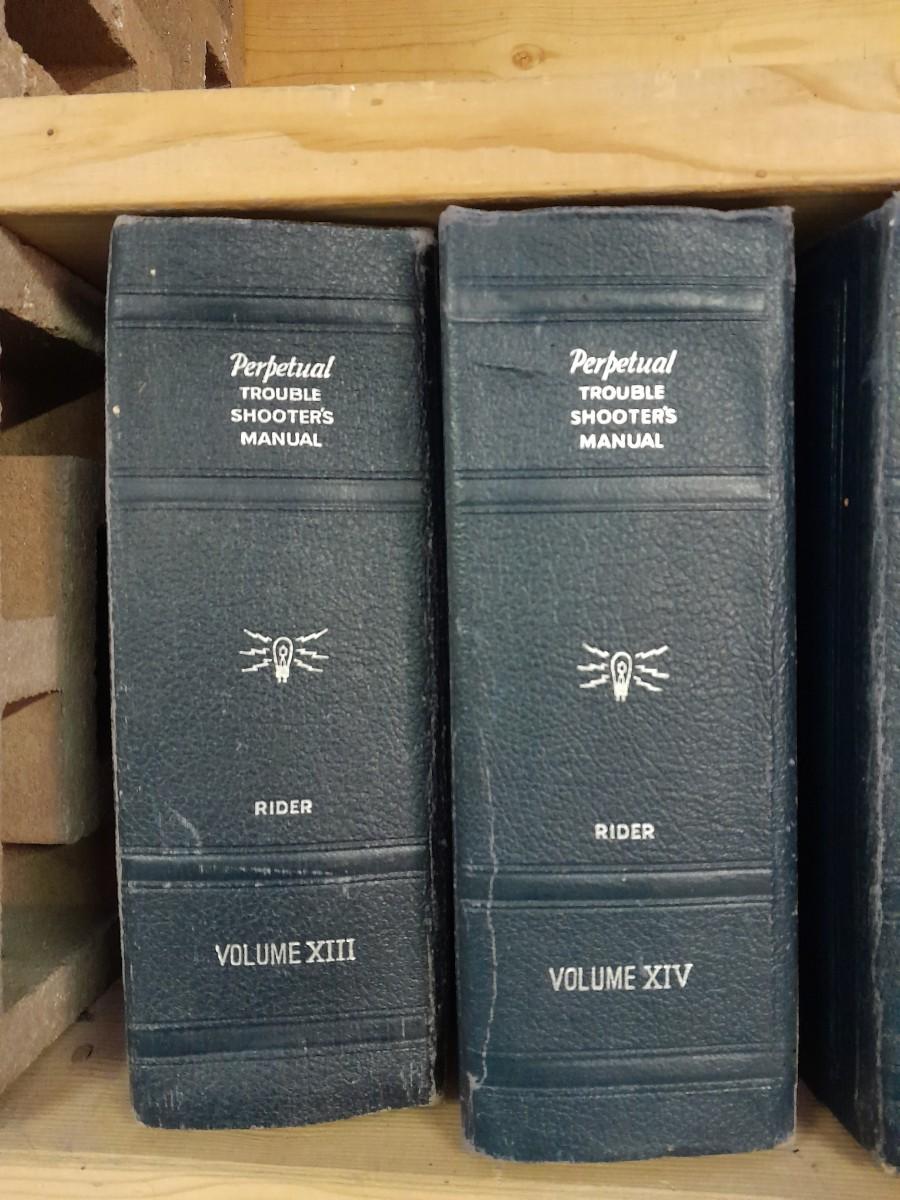 Perpetual
TROUBLE
SHOOTER'S
MANUAL
RIDER
VOLUME XIII
Perpetual
TROUBLE
SHOOTER'S
MANUAL
RIDER
VOLUME XIV